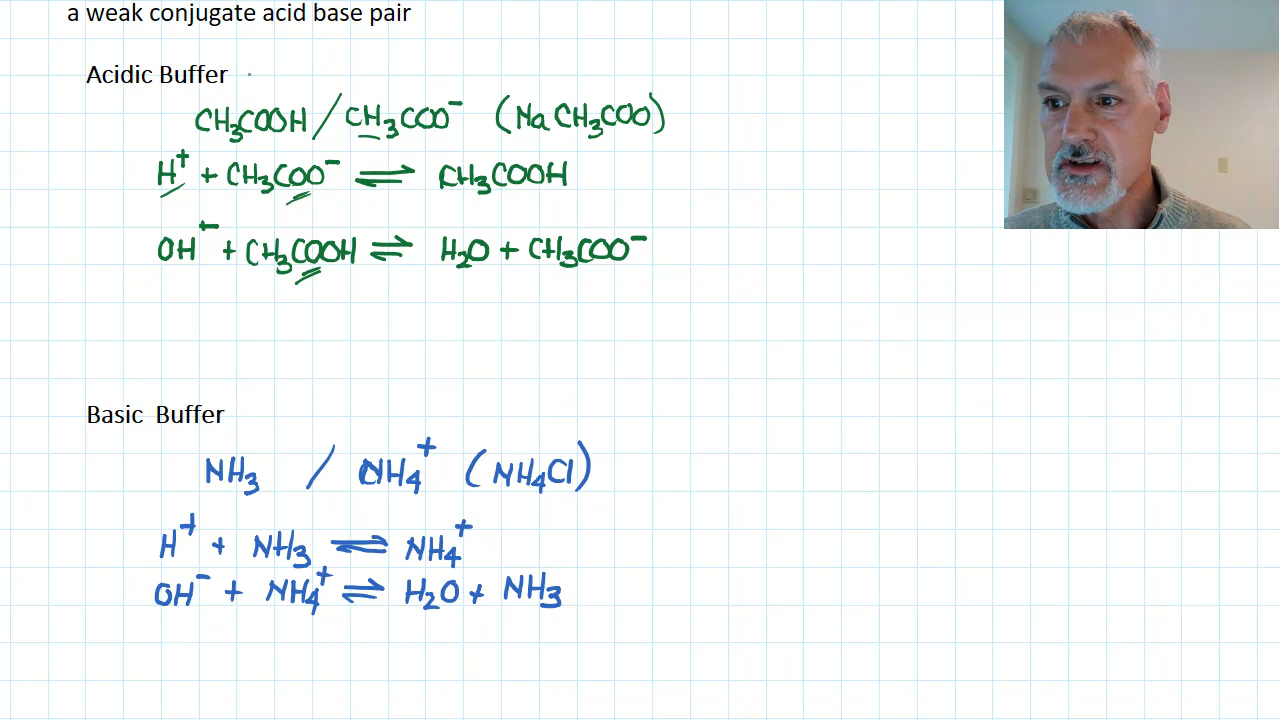 a weak conjugate acid base pair
Acidic Buffer
CH₃COOH / CH₃COO⁻ (NaCH₃COO)
H⁺ + CH₃COO⁻ ⇌ CH₃COOH
OH⁻ + CH₃COOH ⇌ H₂O + CH₃COO⁻
Basic Buffer
NH₃ / NH₄⁺ (NH₄Cl)
H⁺ + NH₃ ⇌ NH₄⁺
OH⁻ + NH₄⁺ ⇌ H₂O + NH₃